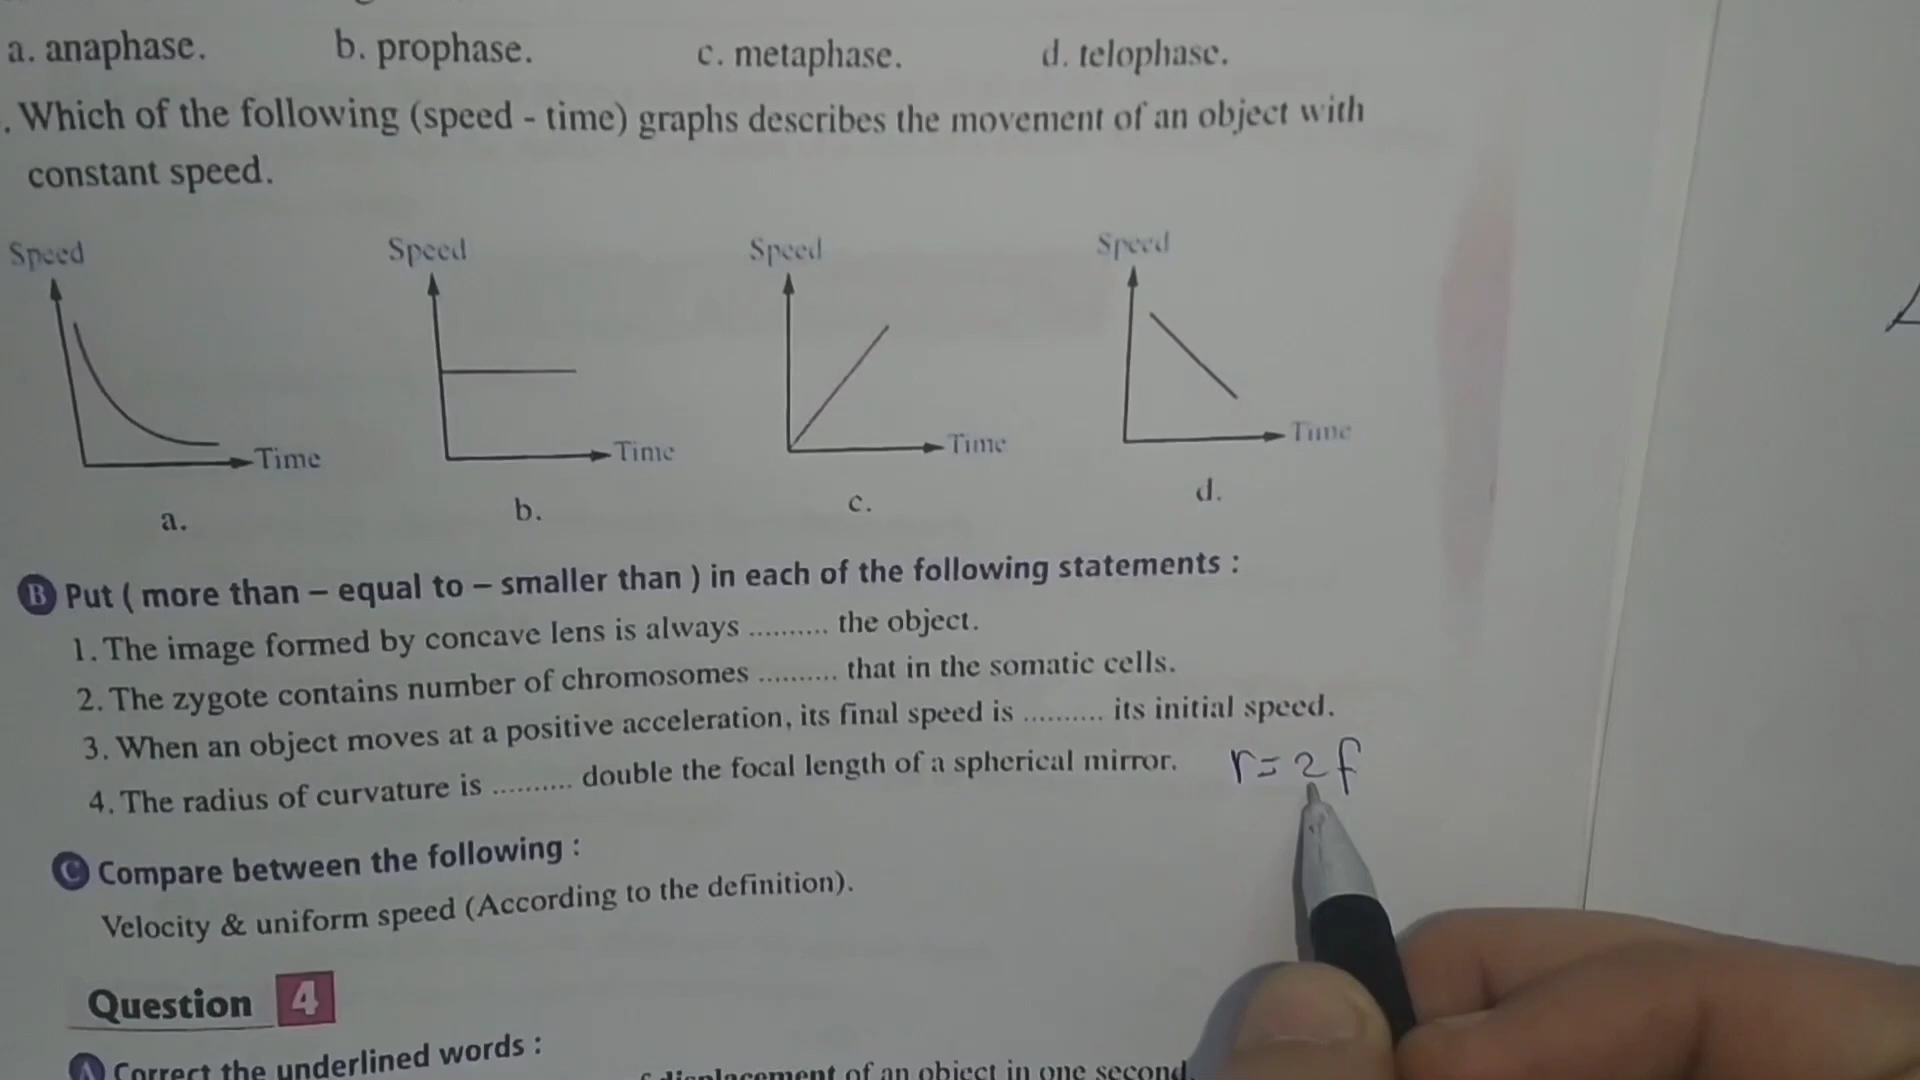 a. anaphase. b. prophase. c. metaphase. d. telophase.
. Which of the following (speed - time) graphs describes the movement of an object with
constant speed.
Speed Speed Speed Speed
Time Time Time Time
a. b. c. d.
B Put ( more than – equal to – smaller than ) in each of the following statements :
1. The image formed by concave lens is always .......... the object.
2. The zygote contains number of chromosomes .......... that in the somatic cells.
3. When an object moves at a positive acceleration, its final speed is .......... its initial speed.
4. The radius of curvature is .......... double the focal length of a spherical mirror. r=2f
C Compare between the following :
Velocity & uniform speed (According to the definition).
Question 4
A Correct the underlined words :
displacement of an object in one second.